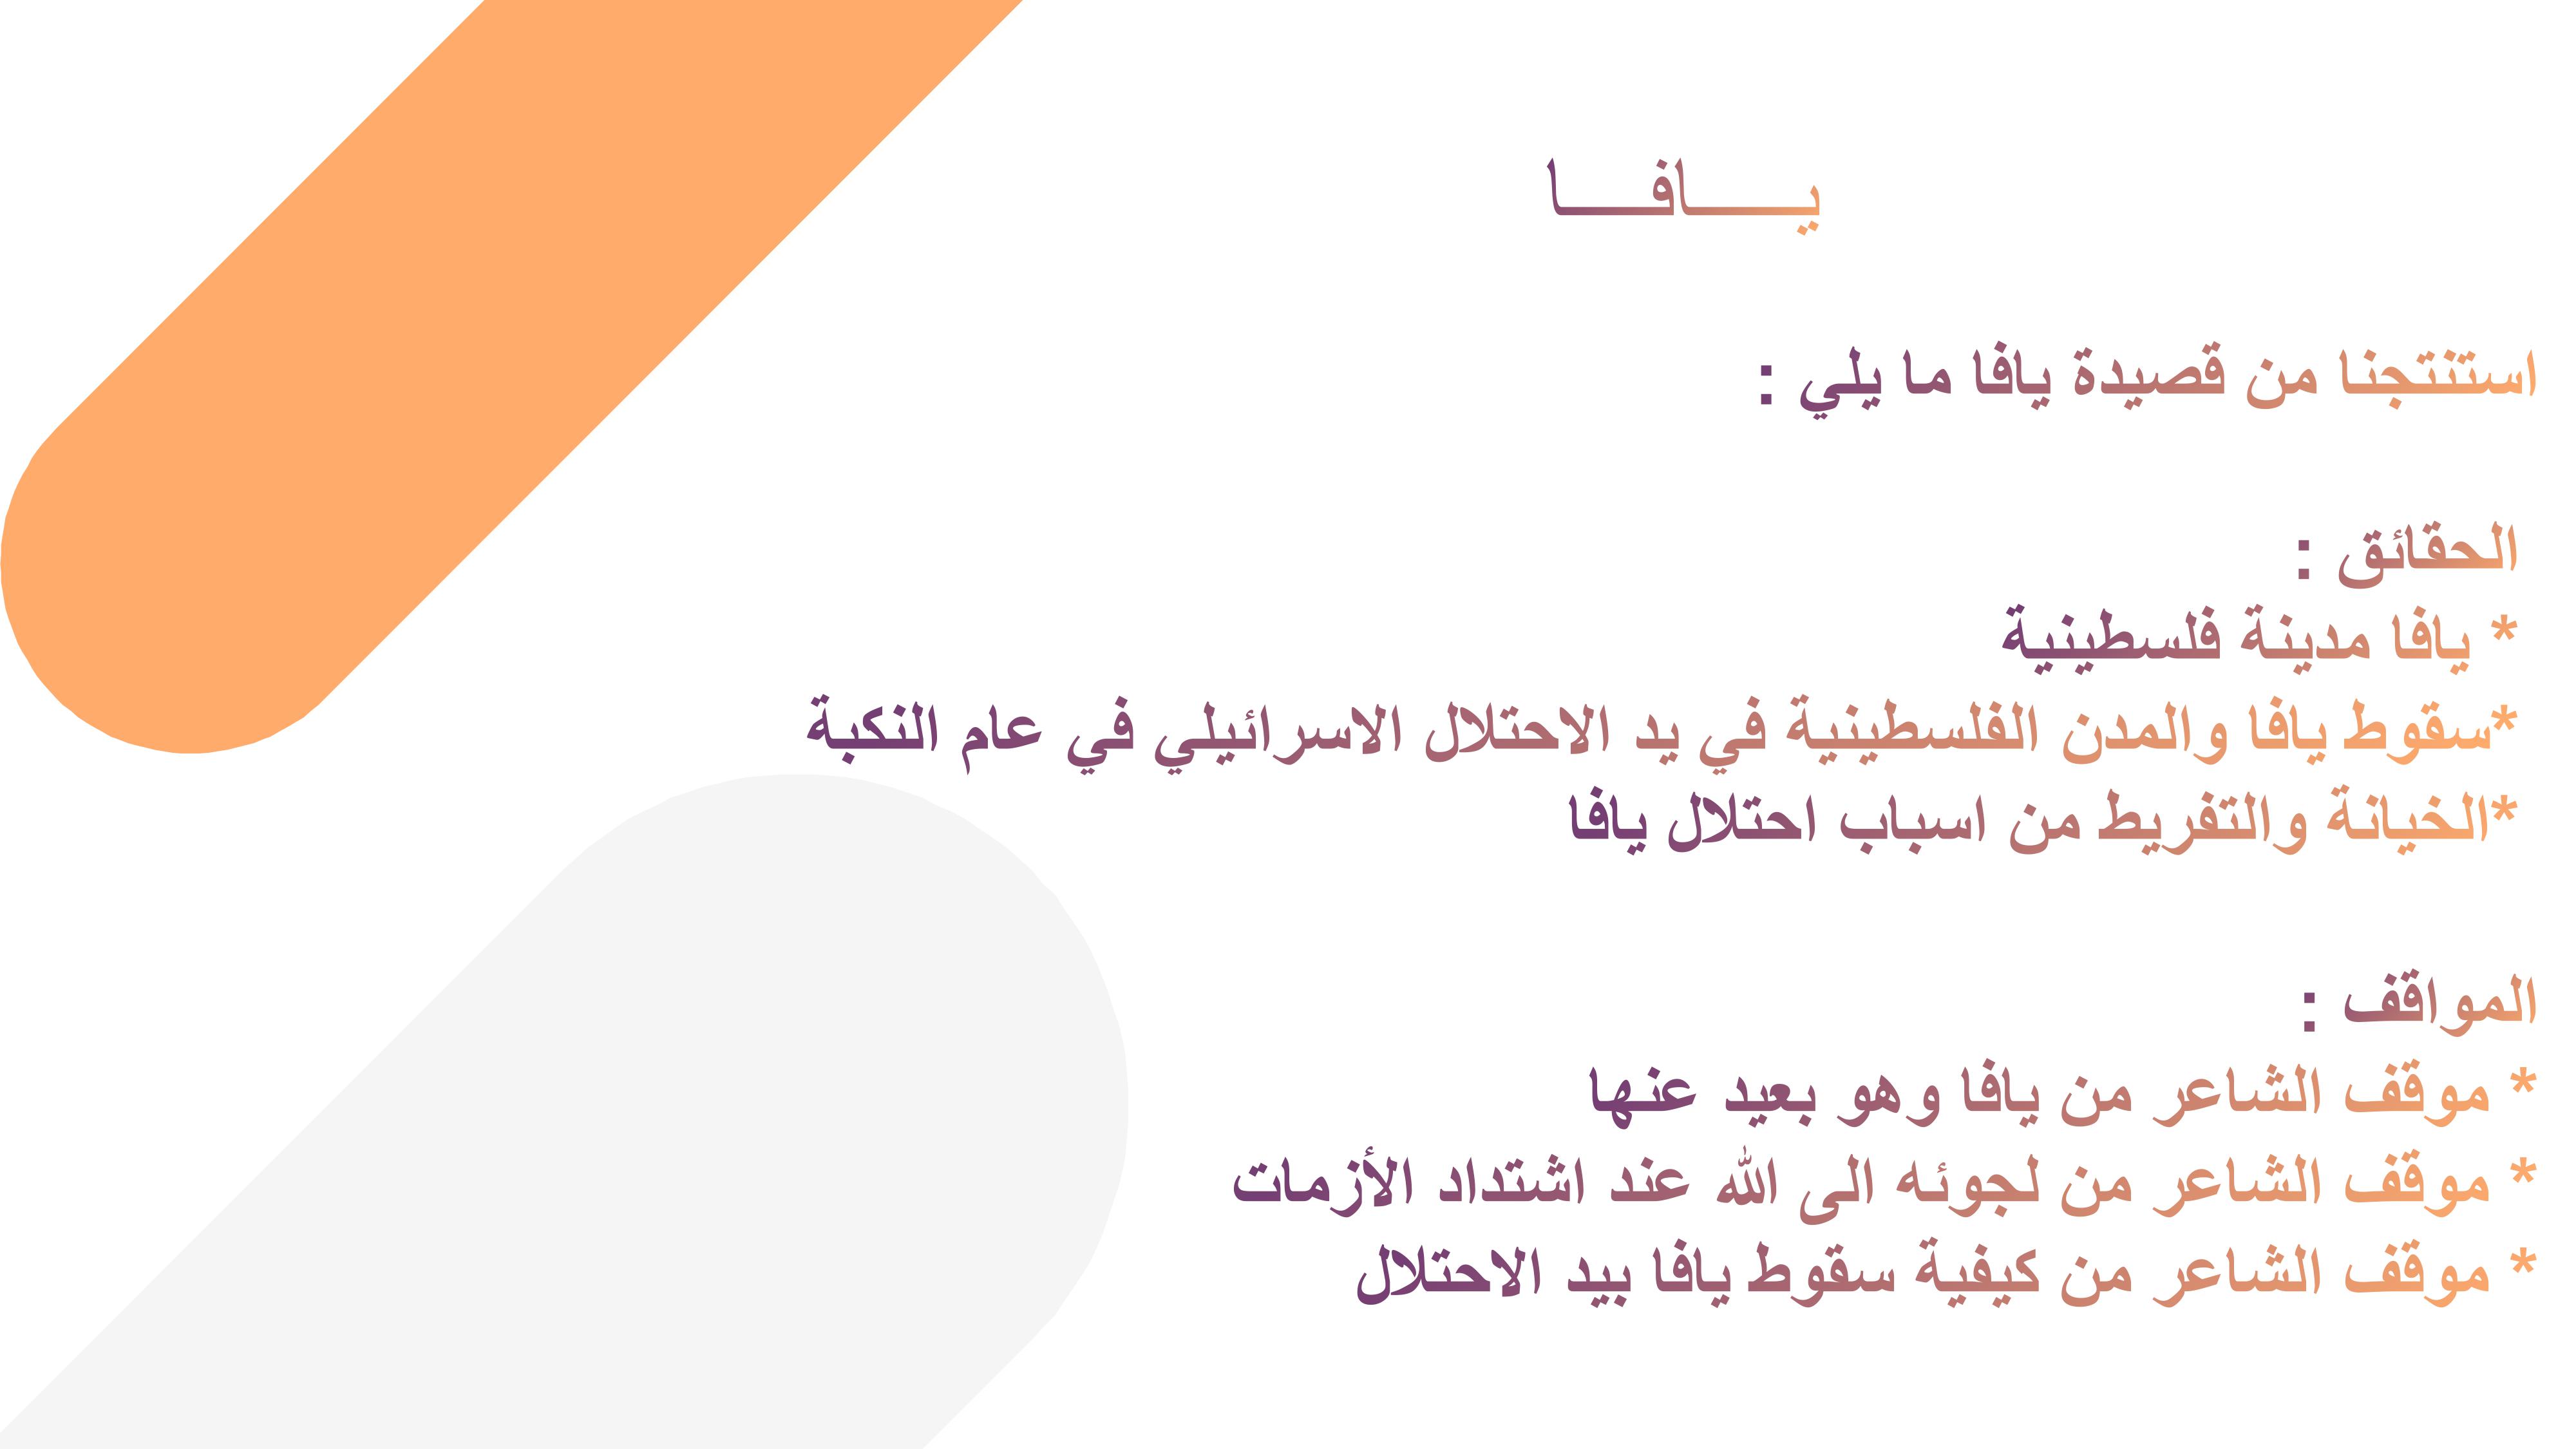 يـــــافـــــا
استنتجنا من قصيدة يافا ما يلي :
الحقائق :
* يافا مدينة فلسطينية
*سقوط يافا والمدن الفلسطينية في يد الاحتلال الاسرائيلي في عام النكبة
*الخيانة والتفريط من اسباب احتلال يافا
المواقف :
* موقف الشاعر من يافا وهو بعيد عنها
* موقف الشاعر من لجوئه الى الله عند اشتداد الأزمات
* موقف الشاعر من كيفية سقوط يافا بيد الاحتلال